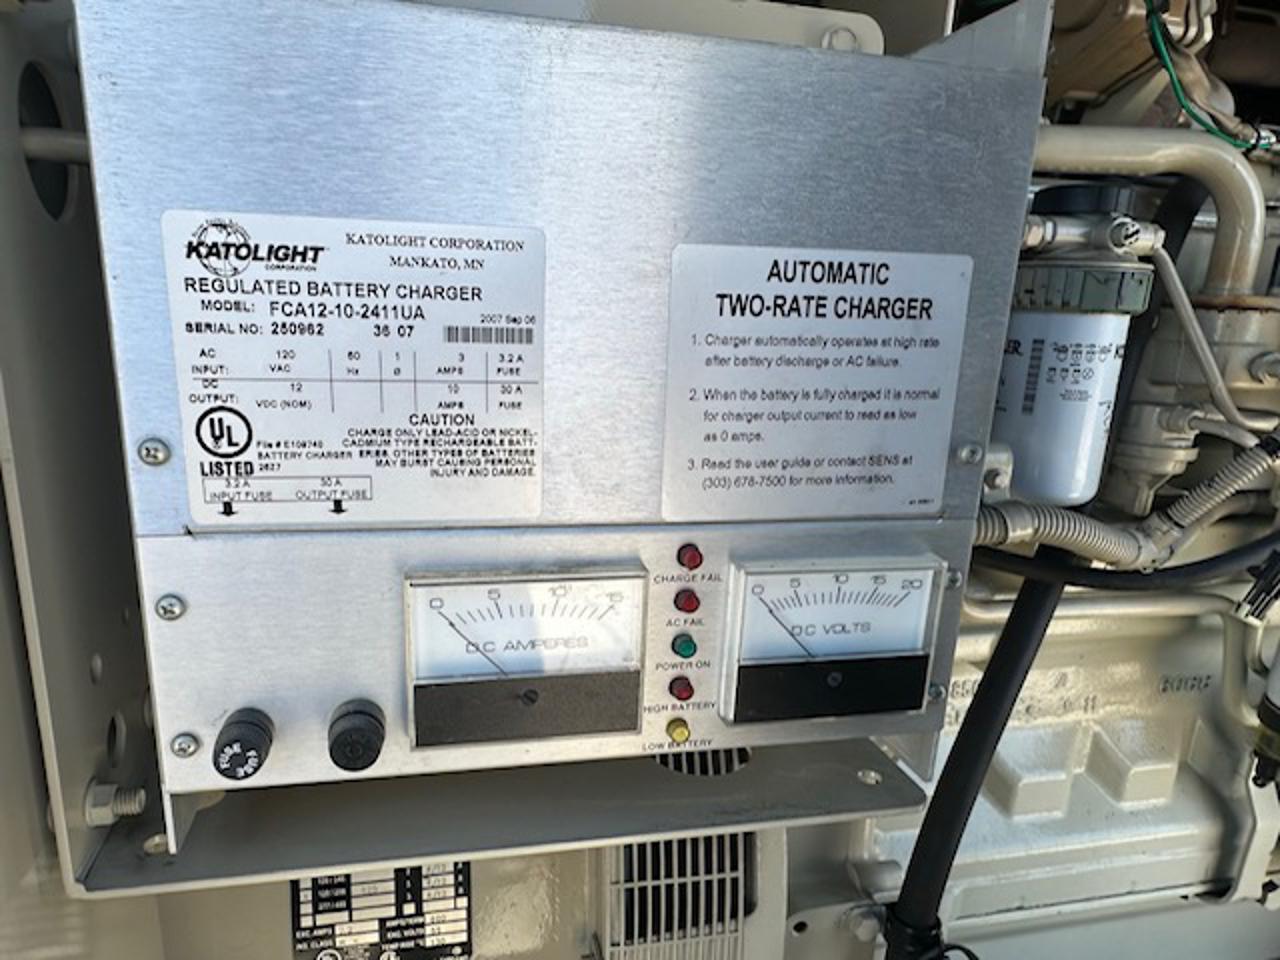 KATOLIGHT
CORPORATION
KATOLIGHT CORPORATION
MANKATO, MN
REGULATED BATTERY CHARGER
MODEL: FCA12-10-2411UA
2007 Sep 06
SERIAL NO: 250962 36 07
AC INPUT: 120 VAC 60 Hz 1 Ø 3 AMPS 3.2 A FUSE
DC OUTPUT: 12 VDC (NOM) 10 AMPS 30 A FUSE
UL
LISTED
File # E109740
BATTERY CHARGER
2627
CAUTION
CHARGE ONLY LEAD-ACID OR NICKEL-
CADMIUM TYPE RECHARGEABLE BATT-
ERIES. OTHER TYPES OF BATTERIES
MAY BURST CAUSING PERSONAL
INJURY AND DAMAGE.
3.2 A 30 A
INPUT FUSE OUTPUT FUSE
AUTOMATIC
TWO-RATE CHARGER
1. Charger automatically operates at high rate
after battery discharge or AC failure.
2. When the battery is fully charged it is normal
for charger output current to read as low
as 0 amps.
3. Read the user guide or contact SENS at
(303) 678-7500 for more information.
0 5 10 15
D.C. AMPERES
CHARGE FAIL
AC FAIL
POWER ON
HIGH BATTERY
LOW BATTERY
0 5 10 15 20
DC VOLTS
FUSE FUSE